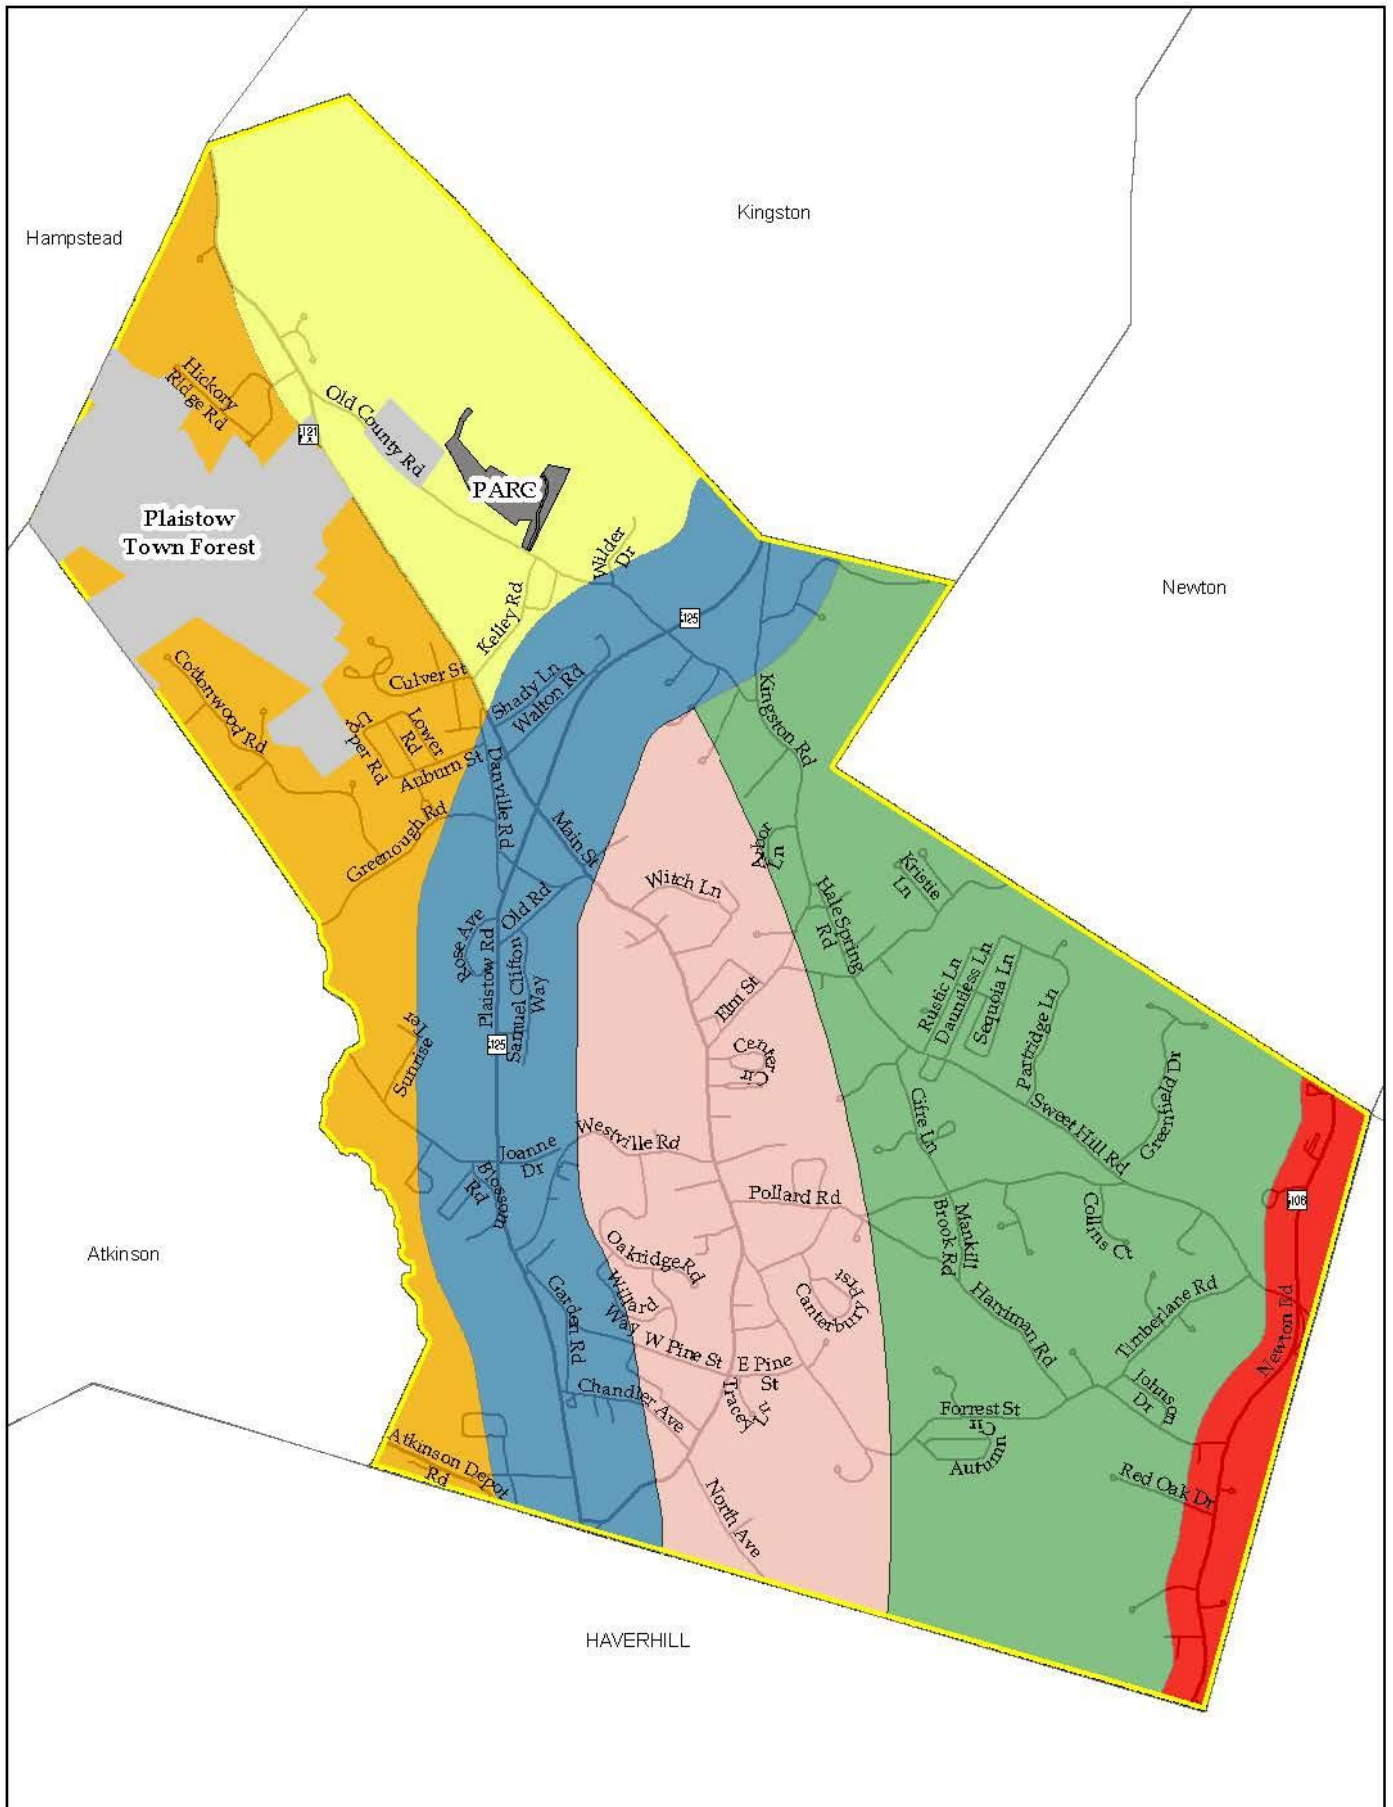 Kingston
Hampstead
Hickory
Ridge Rd
Old County Rd
121
A
PARC
Plaistow
Town Forest
Wilder
Dr
Newton
Kelley Rd
125
Culver St
Shady Ln
Walton Rd
Cottonwood Rd
Upper Rd
Lower
Rd
Auburn St
Danville Rd
Kingston Rd
Greenough Rd
Main St
Arbor
Ln
Witch Ln
Kristie
Ln
Hale Spring
Rd
Old Rd
Rose Ave
Plaistow Rd
Samuel Clifton
Way
Elm St
Rustic Ln
Dauntless Ln
Sequoia Ln
Partridge Ln
Sunrise
Ter
125
Center
Cir
Greenfield Dr
Cifre Ln
Sweet Hill Rd
Westville Rd
Joanne
Dr
Blossom
Rd
Pollard Rd
108
Mankill
Brook Rd
Collins Ct
Atkinson
Oakridge Rd
Willard
Way
Canterbury
Frst
Harriman Rd
Timberlane Rd
Newton Rd
Garden Rd
W Pine St
E Pine
St
Tracey
Ln
Chandler Ave
Johnson
Dr
Forrest St
Autumn
Cir
Atkinson Depot
Rd
Red Oak Dr
North Ave
HAVERHILL